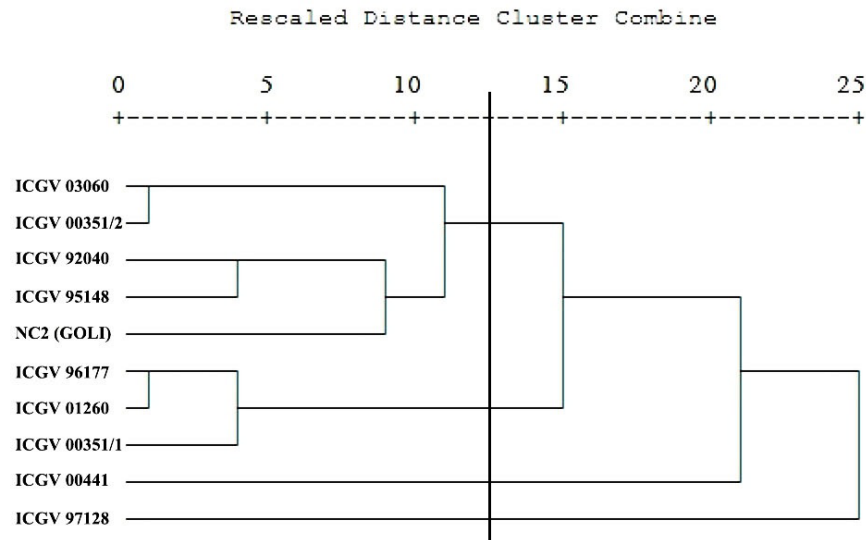 Rescaled Distance Cluster Combine
0 5 10 15 20 25
+---------+---------+---------+---------+---------+
ICGV 03060
ICGV 00351/2
ICGV 92040
ICGV 95148
NC2 (GOLI)
ICGV 96177
ICGV 01260
ICGV 00351/1
ICGV 00441
ICGV 97128